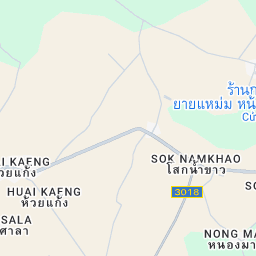 ร้านก
ยายแหม่ม หนั
AI KAENG
วยแก้ง
SOK NAMKHAO
โสกน้ำขาว
3018
HUAI KAENG
ห้วยแก้ง
SALA
ศาลา
NONG MA
หนองมา